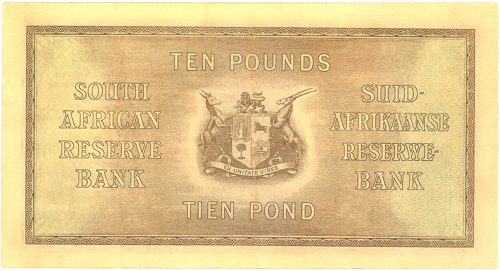 TEN POUNDS
SOUTH
AFRICAN
RESERVE
BANK
SUID-
AFRIKAANSE
RESERWE-
BANK
EX UNITATE VIRES
TIEN POND